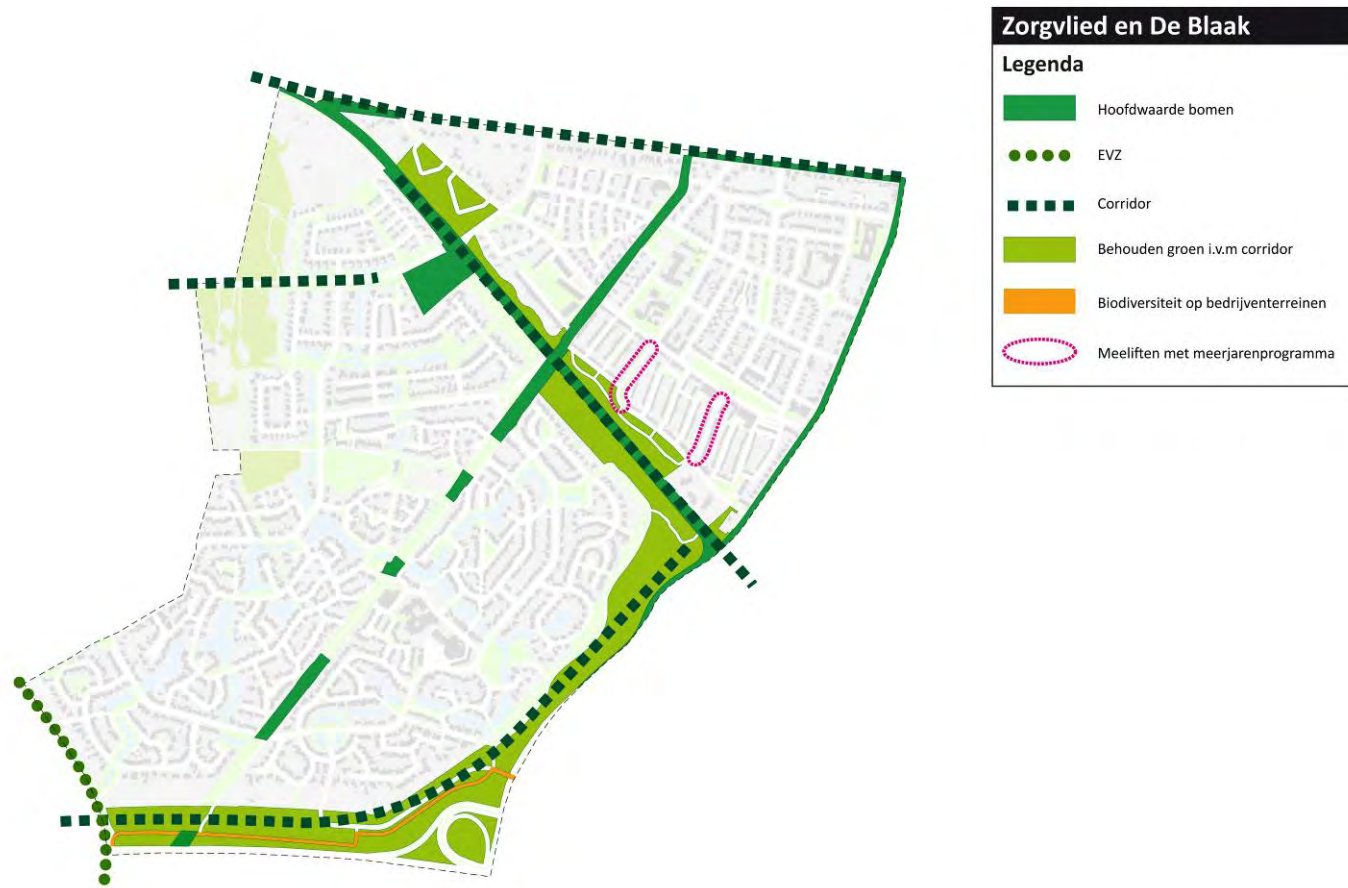 Zorgvlied en De Blaak
Legenda
Hoofdwaarde bomen
EVZ
Corridor
Behouden groen i.v.m corridor
Biodiversiteit op bedrijventerreinen
Meeliften met meerjarenprogramma